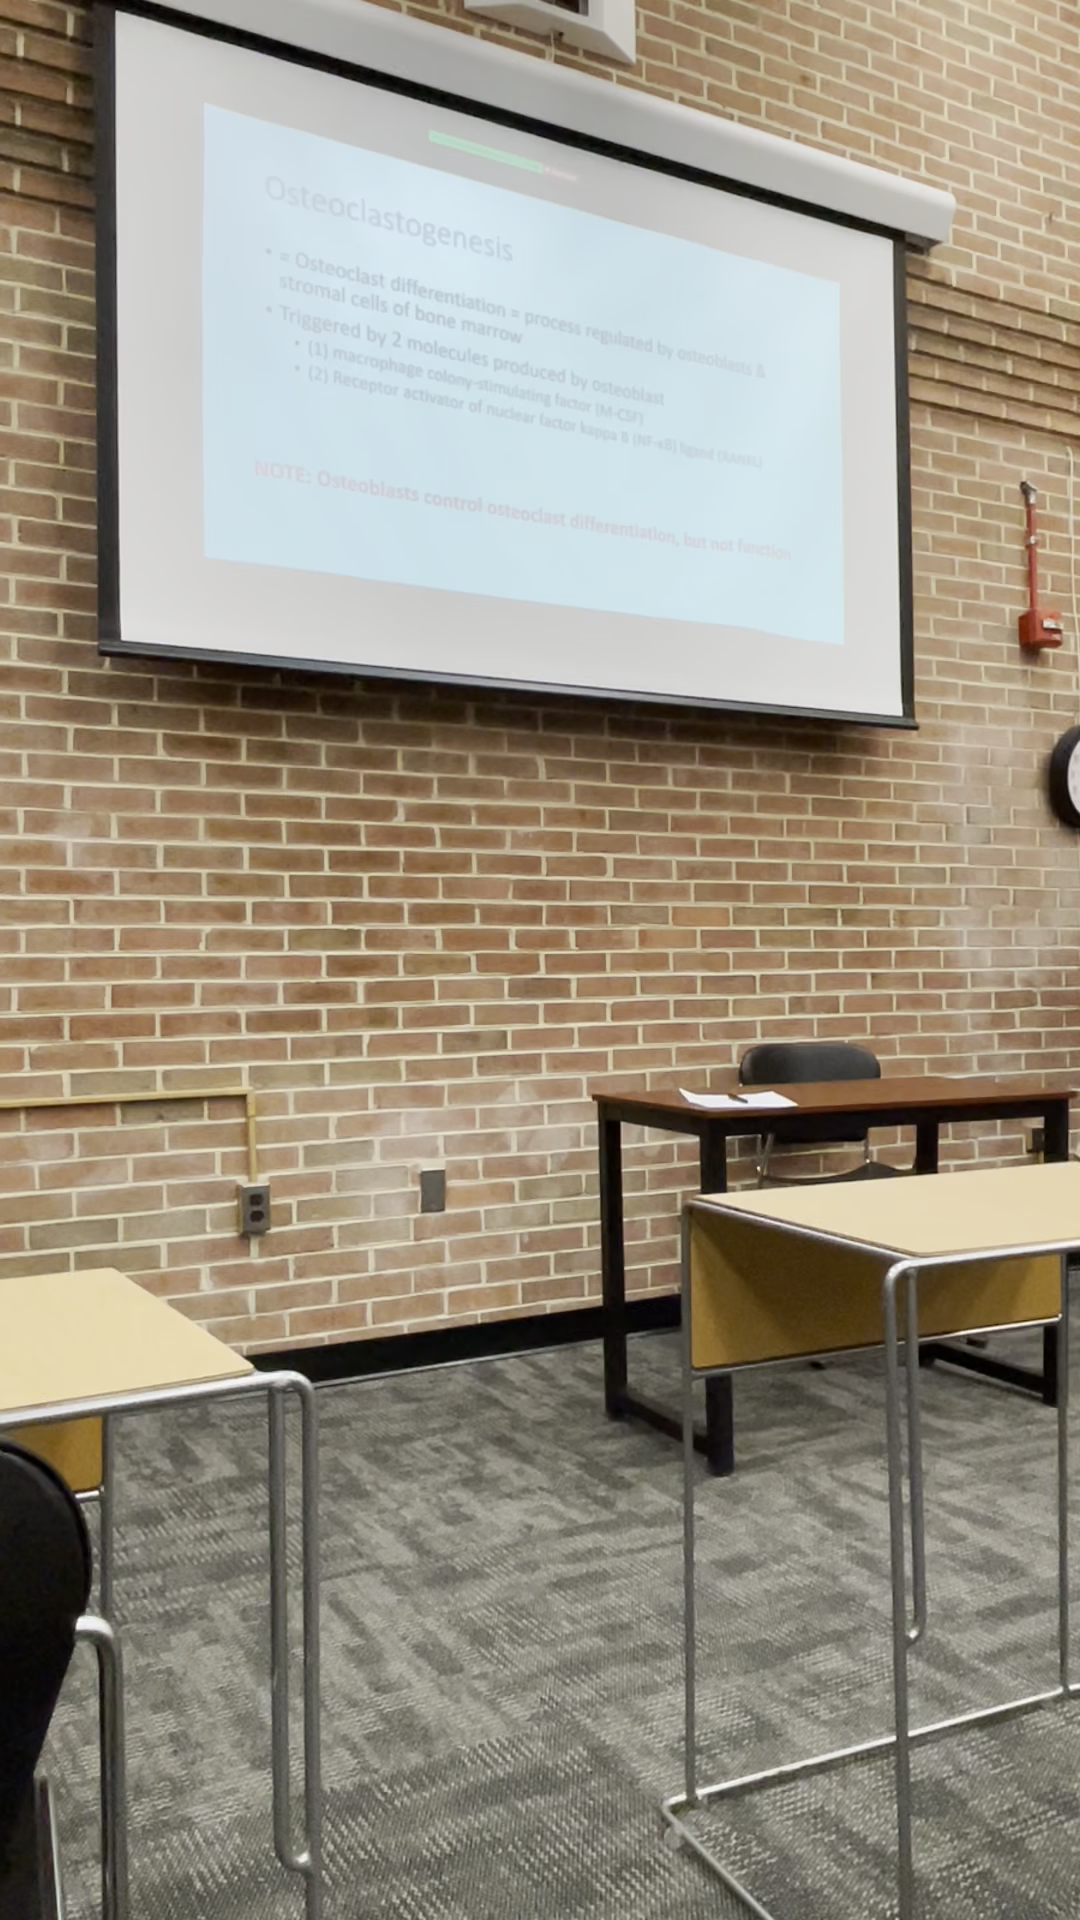 Osteoclastogenesis
• = Osteoclast differentiation = process regulated by osteoblasts &
stromal cells of bone marrow
• Triggered by 2 molecules produced by osteoblast
• (1) macrophage colony-stimulating factor (M-CSF)
• (2) Receptor activator of nuclear factor kappa B (NF-κB) ligand (RANKL)
NOTE: Osteoblasts control osteoclast differentiation, but not function